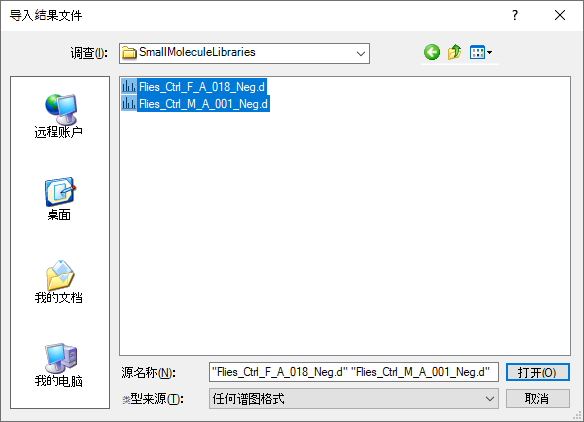 导入结果文件
调查(I):
SmallMoleculeLibraries
Flies_Ctrl_F_A_018_Neg.d
Flies_Ctrl_M_A_001_Neg.d
远程账户
桌面
我的文档
我的电脑
源名称(N):
"Flies_Ctrl_F_A_018_Neg.d" "Flies_Ctrl_M_A_001_Neg.d"
打开(O)
类型来源(T):
任何谱图格式
取消